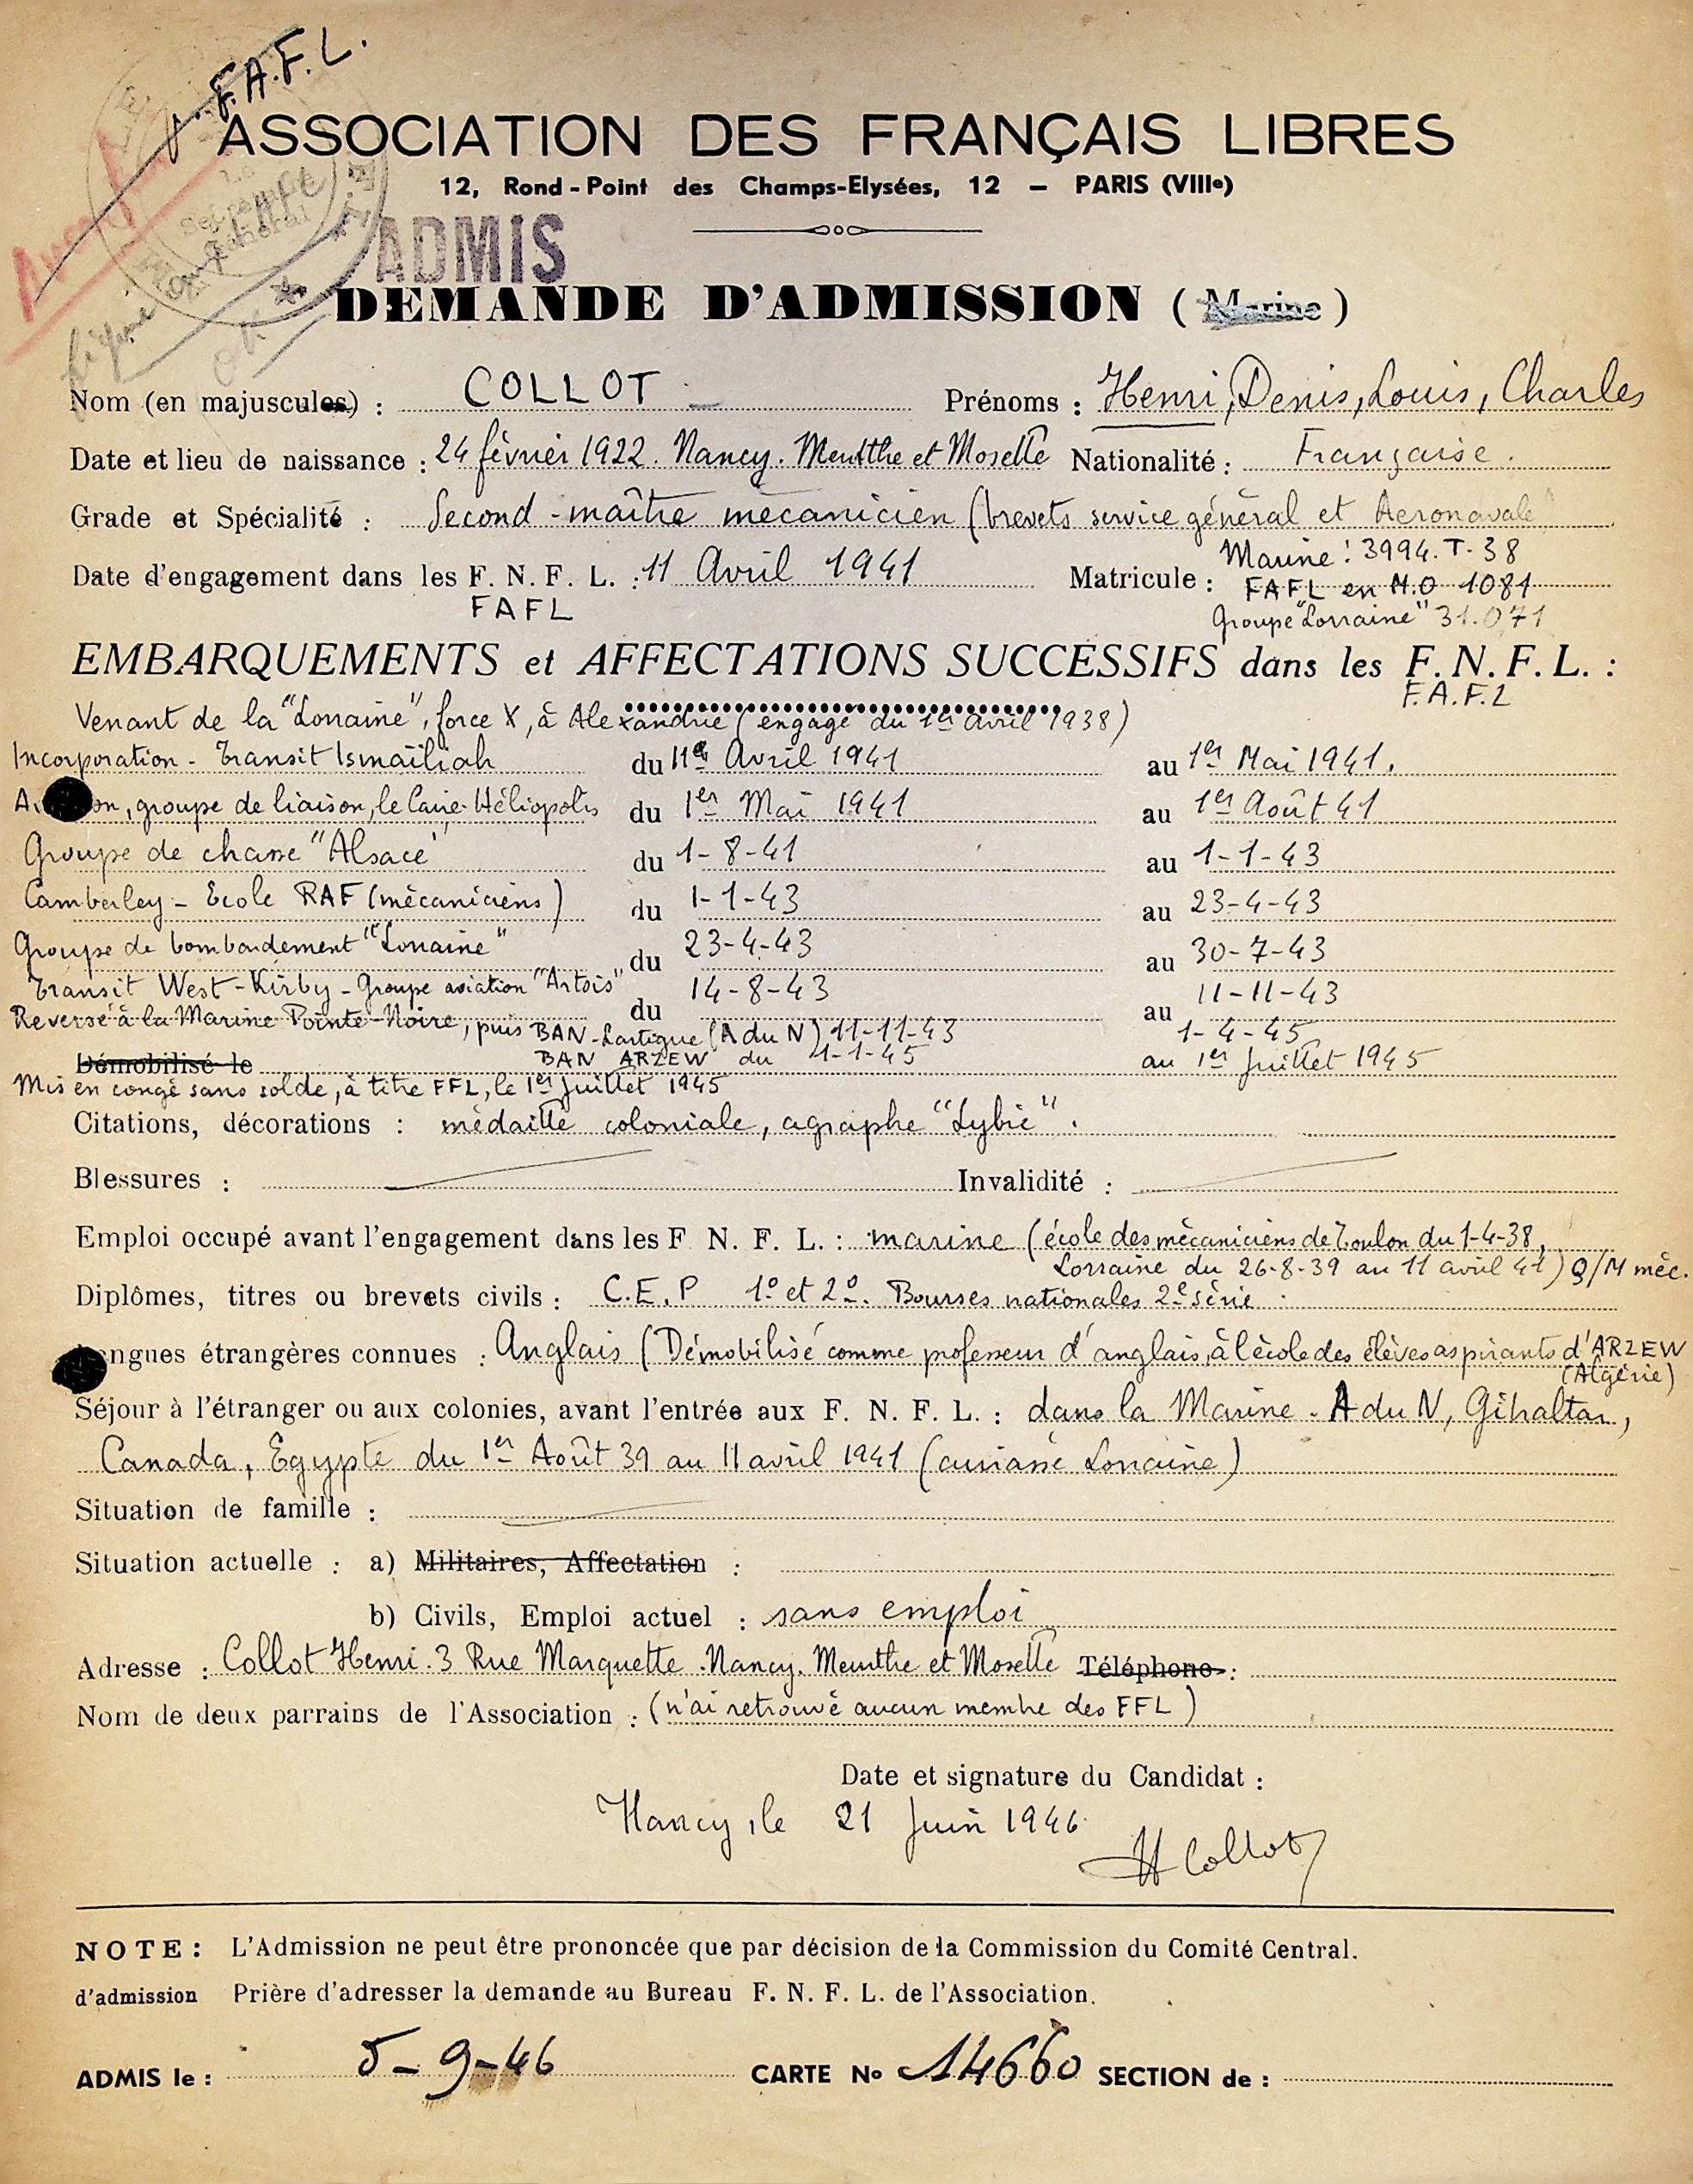 F.A.F.L.
ASSOCIATION DES FRANÇAIS LIBRES
12, Rond-Point des Champs-Elysées, 12 — PARIS (VIIIe)
Le Secrétaire Général
ADMIS
OK
DEMANDE D'ADMISSION (Marine)
Nom (en majuscules) : COLLOT Prénoms : Henri, Denis, Louis, Charles
Date et lieu de naissance : 24 février 1922. Nancy. Meurthe et Moselle Nationalité : Française.
Grade et Spécialité : Second-maître mécanicien (brevets service général et Aeronavale
Marine : 3994.T.38
Date d'engagement dans les F. N. F. L. : 11 Avril 1941 Matricule : FAFL en M.O 1081
FAFL Groupe "Lorraine" 31.071
EMBARQUEMENTS et AFFECTATIONS SUCCESSIFS dans les F. N. F. L. :
F.A.F.L
Venant de la "Lorraine", force X, à Alexandrie (engagé du 1er avril 1938)
Incorporation - Transit Ismaïliah du 11 Avril 1941 au 1er Mai 1941.
on, groupe de liaison, le Caire-Héliopolis du 1er Mai 1941 au 1er Août 41
Groupe de chasse "Alsace" du 1-8-41 au 1-1-43
Camberley - Ecole RAF (mécaniciens) du 1-1-43 au 23-4-43
Groupe de bombardement "Lorraine" du 23-4-43 au 30-7-43
Transit West-Kirby - Groupe aviation "Artois" du 14-8-43 au 11-11-43
Reversé à la Marine Pointe-Noire, puis BAN-Lartigue (A du N) 11-11-43 1-4-45
Démobilisé le BAN ARZEW du 1-1-45 au 1er Juillet 1945
Mis en congé sans solde, à titre FFL, le 1er Juillet 1945
Citations, décorations : médaille coloniale, agraphe "Lybie".
Blessures : Invalidité :
Emploi occupé avant l'engagement dans les F N. F. L. : marine (école des mécaniciens de Toulon du 1-4-38,
Lorraine du 26-8-39 au 11 avril 41) Q/M méc.
Diplômes, titres ou brevets civils : C.E.P 1º et 2º. Bourses nationales 2e série.
Langues étrangères connues : Anglais (Démobilisé comme professeur d'anglais, à l'école des élèves aspirants d'ARZEW
(Algérie)
Séjour à l'étranger ou aux colonies, avant l'entrée aux F. N. F. L. : dans la Marine - A du N, Gibraltar,
Canada, Egypte du 1er Août 39 au 11 avril 1941 (cuirassé Lorraine)
Situation de famille :
Situation actuelle : a) Militaires, Affectation :
b) Civils, Emploi actuel : sans emploi
Adresse : Collot Henri. 3 Rue Marquette. Nancy. Meurthe et Moselle Téléphone :
Nom de deux parrains de l'Association : (n'ai retrouvé aucun membre des FFL)
Date et signature du Candidat :
Nancy, le 21 Juin 1946
H Collot
NOTE : L'Admission ne peut être prononcée que par décision de la Commission du Comité Central.
d'admission Prière d'adresser la demande au Bureau F. N. F. L. de l'Association.
ADMIS le : 5-9-46 CARTE No 14660 SECTION de :